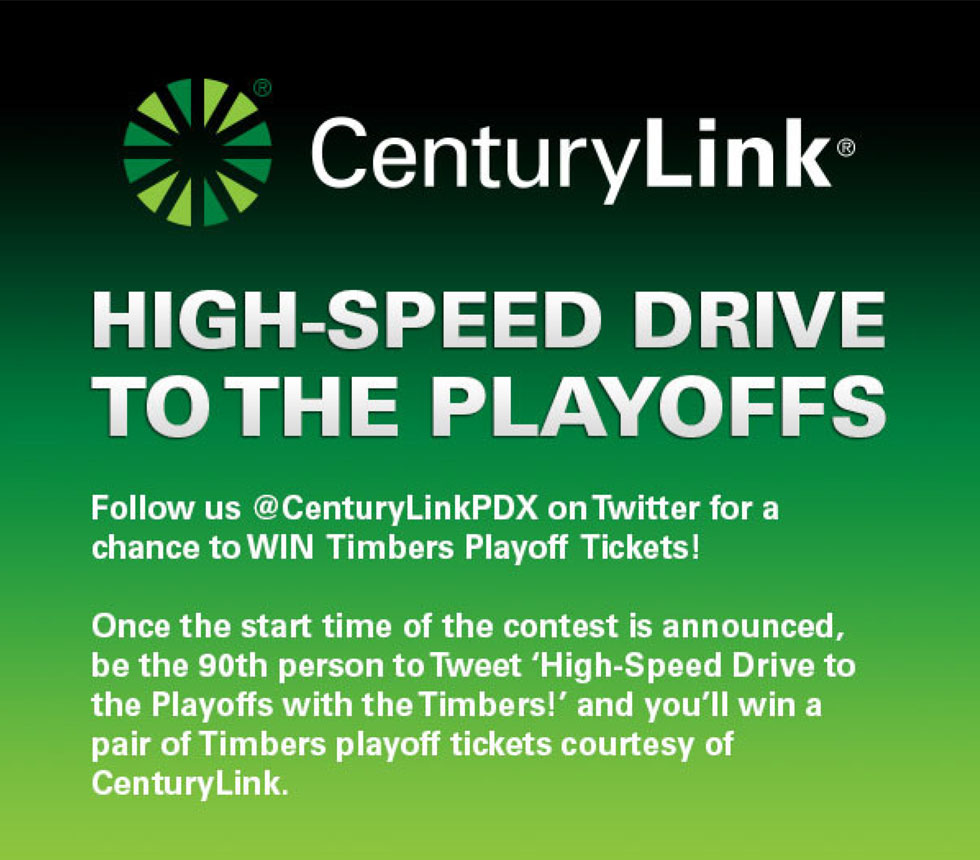 CenturyLink®
HIGH-SPEED DRIVE
TO THE PLAYOFFS
Follow us @CenturyLinkPDX on Twitter for a
chance to WIN Timbers Playoff Tickets!
Once the start time of the contest is announced,
be the 90th person to Tweet ‘High-Speed Drive to
the Playoffs with the Timbers!’ and you’ll win a
pair of Timbers playoff tickets courtesy of
CenturyLink.